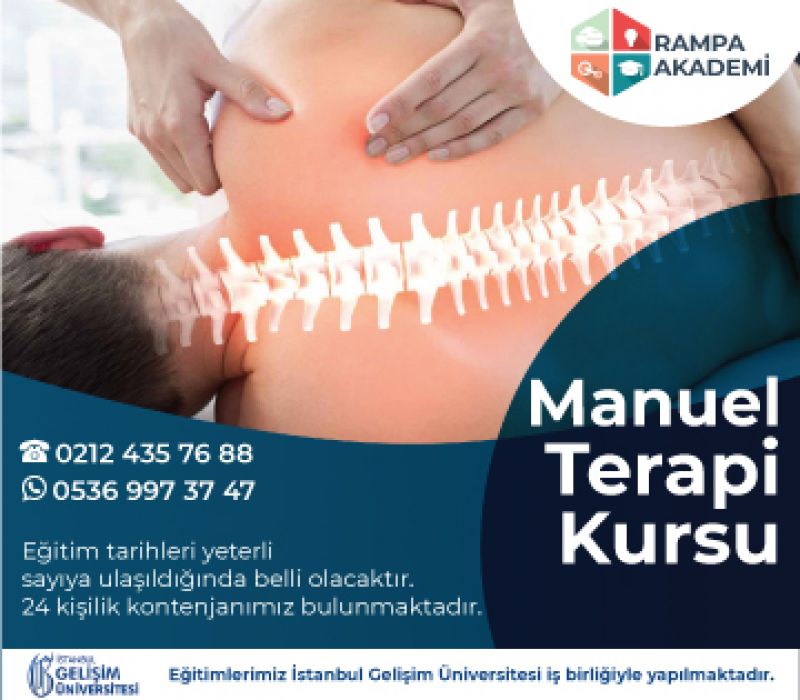 RAMPA
AKADEMİ
Manuel
Terapi
Kursu
0212 435 76 88
0536 997 37 47
Eğitim tarihleri yeterli
sayıya ulaşıldığında belli olacaktır.
24 kişilik kontenjanımız bulunmaktadır.
İSTANBUL
GELİŞİM
ÜNİVERSİTESİ
Eğitimlerimiz İstanbul Gelişim Üniversitesi iş birliğiyle yapılmaktadır.